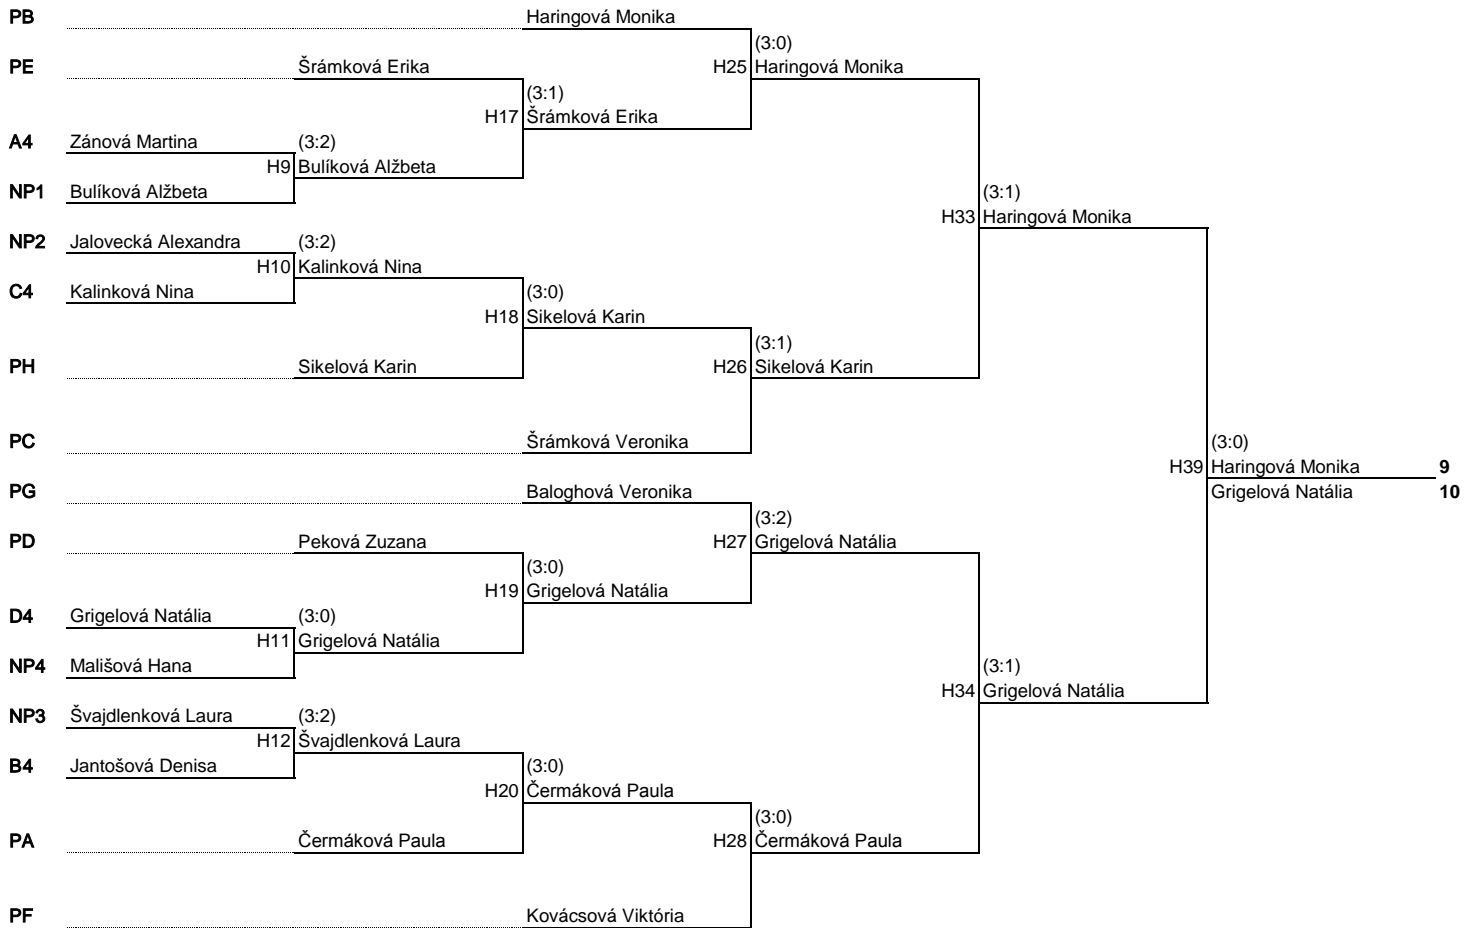 PB Haringová Monika
(3:0)
PE Šrámková Erika H25 Haringová Monika
(3:1)
H17 Šrámková Erika
A4 Zánová Martina (3:2)
H9 Bulíková Alžbeta
NP1 Bulíková Alžbeta (3:1)
H33 Haringová Monika
NP2 Jalovecká Alexandra (3:2)
H10 Kalinková Nina
C4 Kalinková Nina (3:0)
H18 Sikelová Karin
(3:1)
PH Sikelová Karin H26 Sikelová Karin
PC Šrámková Veronika (3:0)
H39 Haringová Monika 9
PG Baloghová Veronika Grigelová Natália 10
(3:2)
PD Peková Zuzana H27 Grigelová Natália
(3:0)
H19 Grigelová Natália
D4 Grigelová Natália (3:0)
H11 Grigelová Natália
NP4 Mališová Hana (3:1)
H34 Grigelová Natália
NP3 Švajdlenková Laura (3:2)
H12 Švajdlenková Laura
B4 Jantošová Denisa (3:0)
H20 Čermáková Paula
(3:0)
PA Čermáková Paula H28 Čermáková Paula
PF Kovácsová Viktória